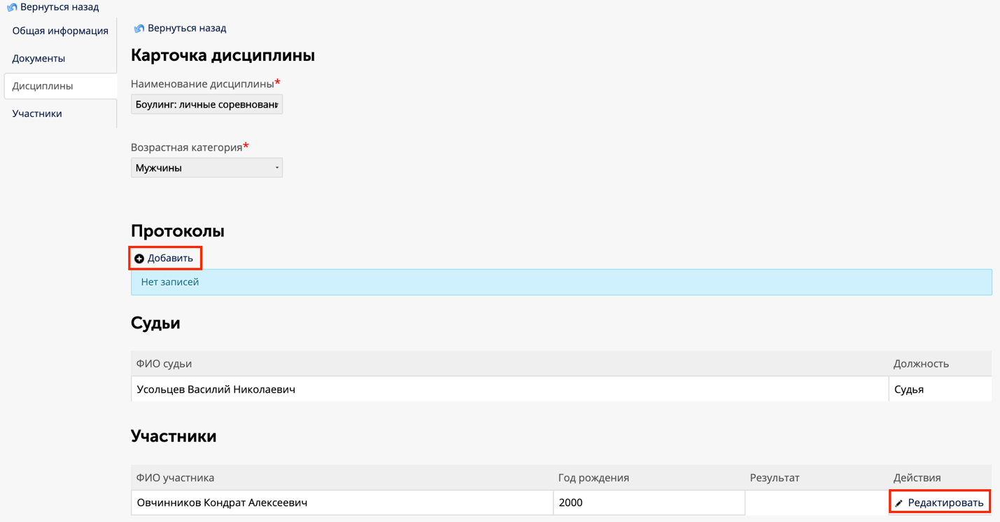 Вернуться назад
Общая информация
Документы
Дисциплины
Участники
Вернуться назад
Карточка дисциплины
Наименование дисциплины*
Боулинг: личные соревнован
Возрастная категория*
Мужчины
Протоколы
Добавить
Нет записей
Судьи
ФИО судьи Должность
Усольцев Василий Николаевич Судья
Участники
ФИО участника Год рождения Результат Действия
Овчинников Кондрат Алексеевич 2000 Редактировать